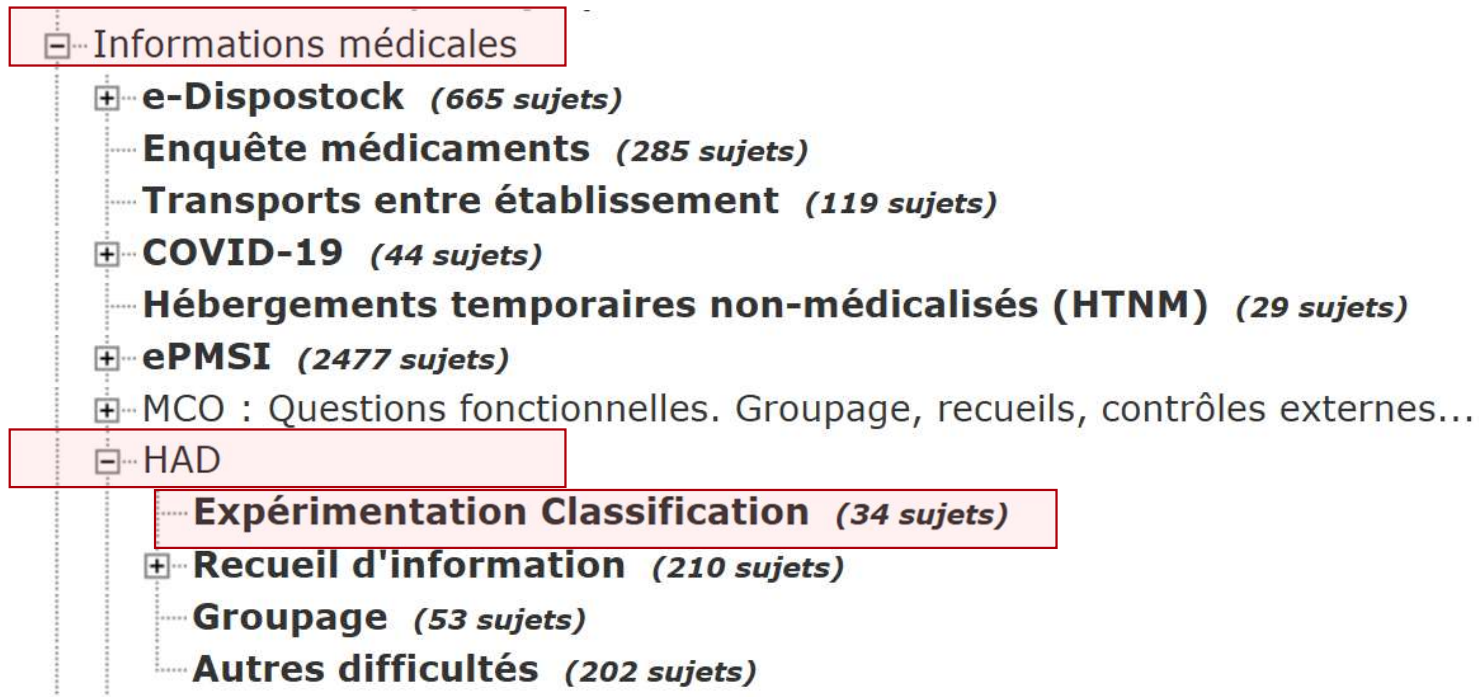 Informations médicales
e-Dispostock (665 sujets)
Enquête médicaments (285 sujets)
Transports entre établissement (119 sujets)
COVID-19 (44 sujets)
Hébergements temporaires non-médicalisés (HTNM) (29 sujets)
ePMSI (2477 sujets)
MCO : Questions fonctionnelles. Groupage, recueils, contrôles externes...
HAD
Expérimentation Classification (34 sujets)
Recueil d'information (210 sujets)
Groupage (53 sujets)
Autres difficultés (202 sujets)